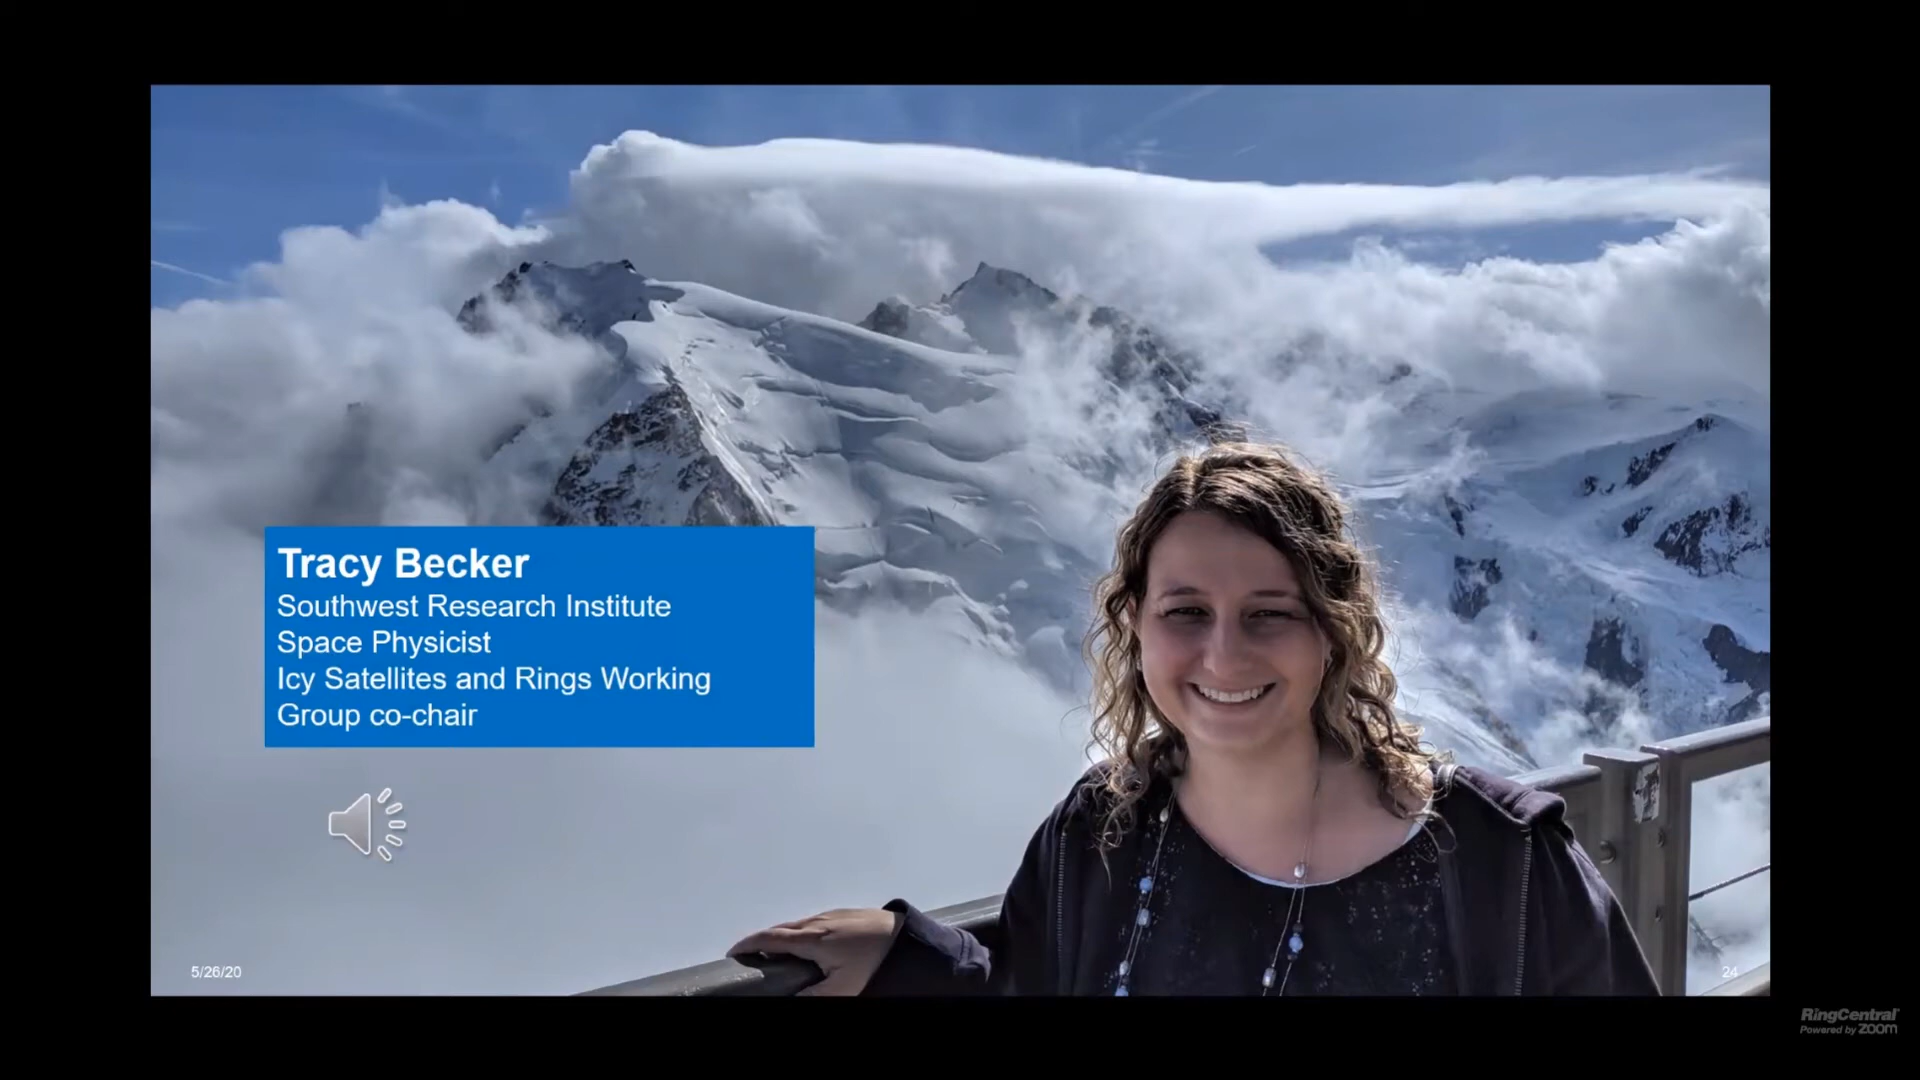 Tracy Becker
Southwest Research Institute
Space Physicist
Icy Satellites and Rings Working
Group co-chair
5/26/20
24
RingCentral
Powered by zoom